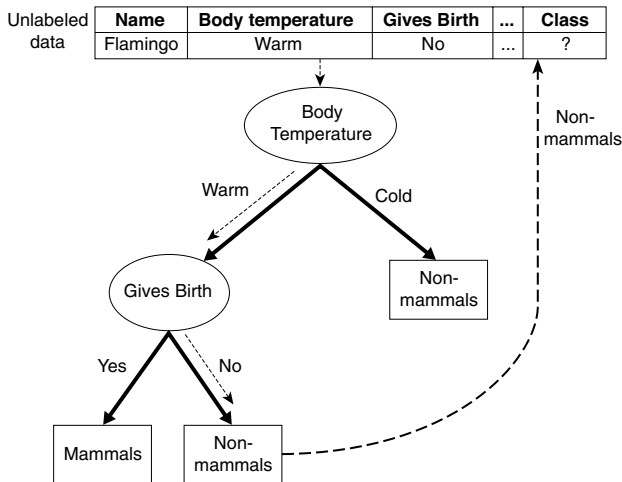 Unlabeled data
Name Body temperature Gives Birth ... Class
Flamingo Warm No ... ?
Body
Temperature
Non-
mammals
Warm
Cold
Gives Birth
Non-
mammals
Yes
No
Mammals
Non-
mammals